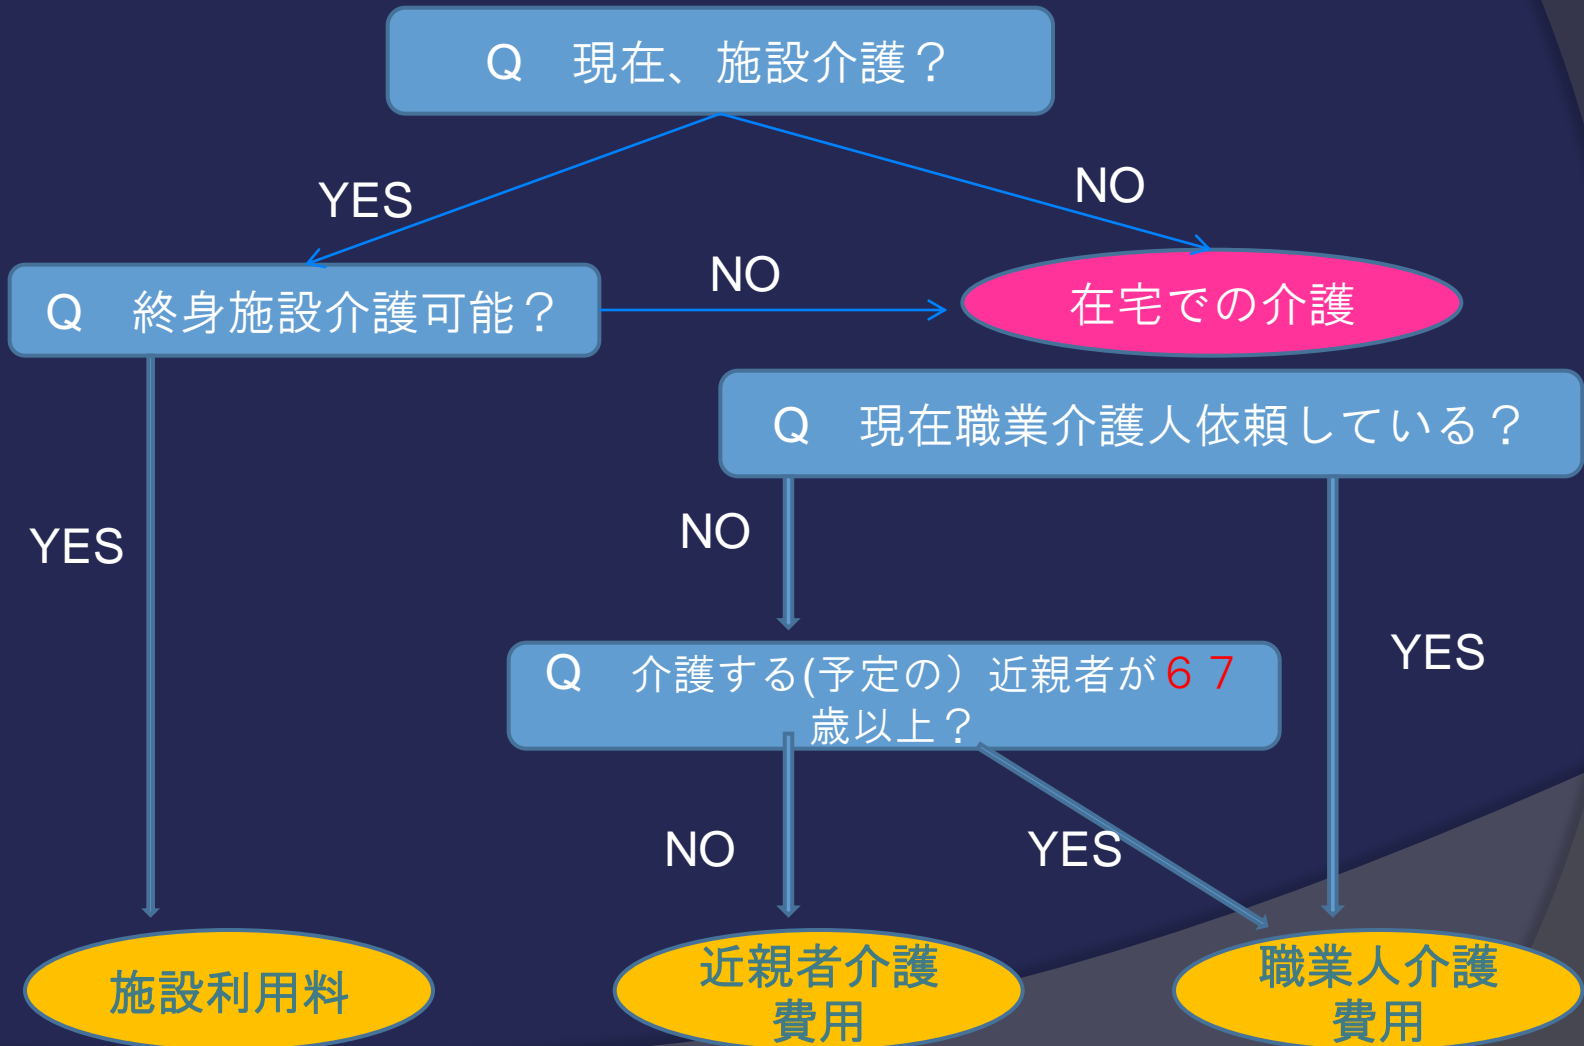 Q　現在、施設介護？
YES
NO
NO
Q　終身施設介護可能？
在宅での介護
Q　現在職業介護人依頼している？
YES
NO
YES
Q　介護する(予定の）近親者が６７
歳以上？
NO
YES
施設利用料
近親者介護
費用
職業人介護
費用